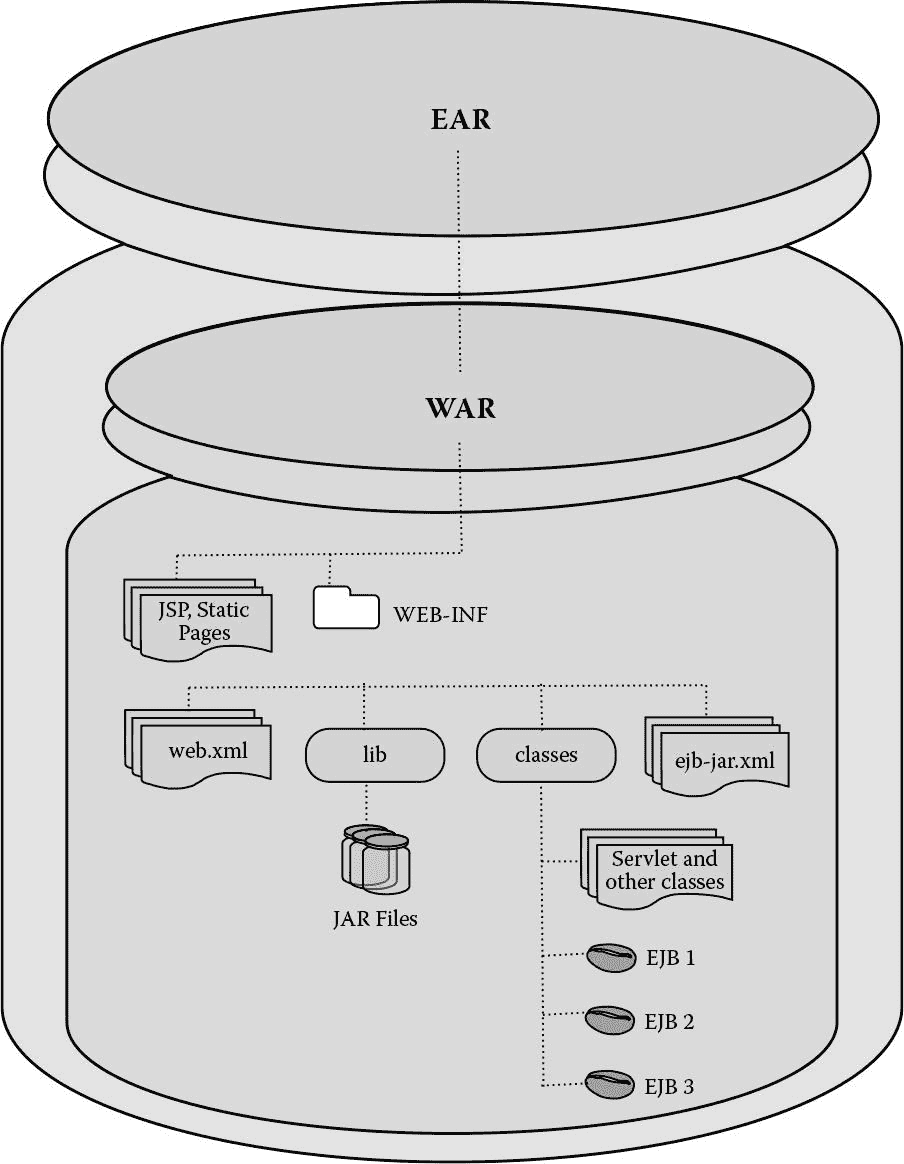 EAR
WAR
JSP, Static
Pages
WEB-INF
web.xml
lib
classes
ejb-jar.xml
Servlet and
other classes
JAR Files
EJB 1
EJB 2
EJB 3